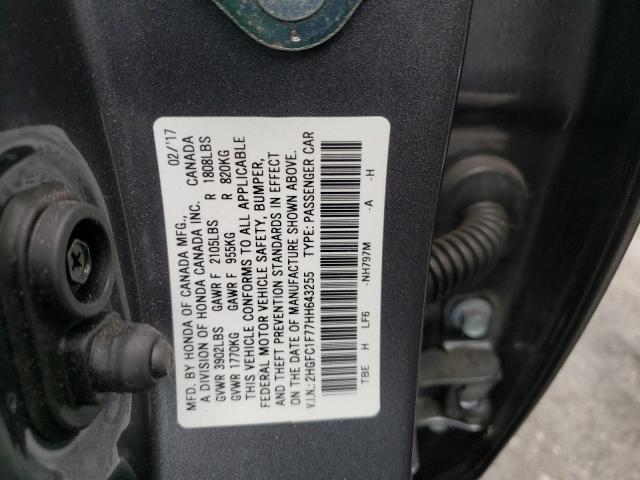 MFD. BY HONDA OF CANADA MFG., 02/'17
A DIVISION OF HONDA CANADA INC. CANADA
GVWR 3902LBS GAWR F 2105LBS R 1808LBS
GVWR 1770KG GAWR F 955KG R 820KG
THIS VEHICLE CONFORMS TO ALL APPLICABLE
FEDERAL MOTOR VEHICLE SAFETY, BUMPER,
AND THEFT PREVENTION STANDARDS IN EFFECT
ON THE DATE OF MANUFACTURE SHOWN ABOVE.
V.I.N.: 2HGFC1F77HH643255 TYPE: PASSENGER CAR
TBE H LF6 -NH797M -A -H